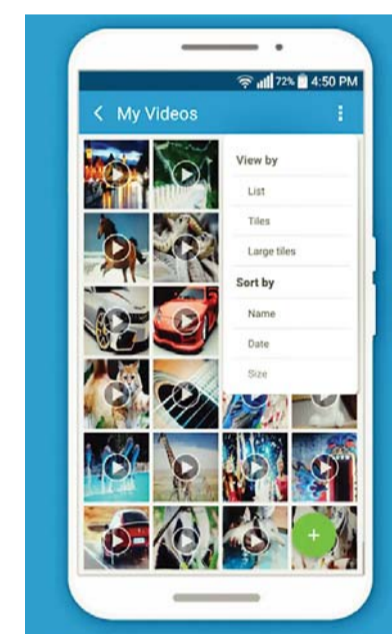 72% 4:50 PM
My Videos
View by
List
Tiles
Large tiles
Sort by
Name
Date
Size